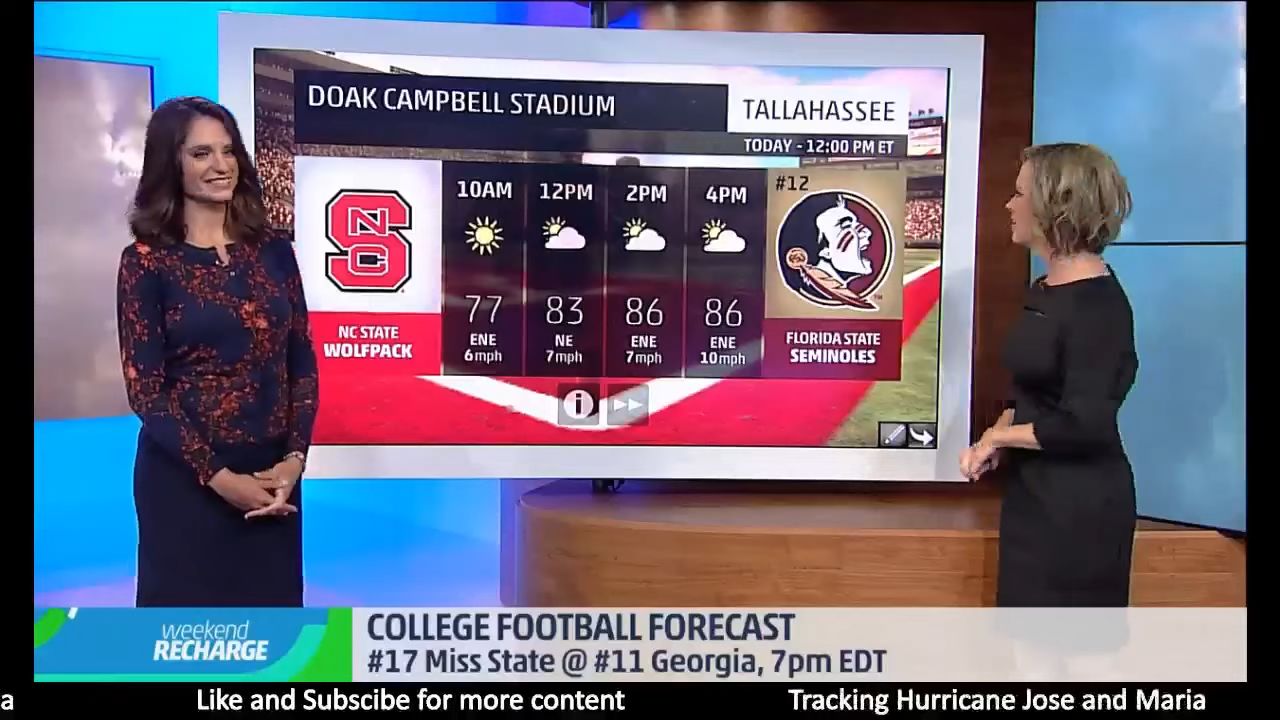 DOAK CAMPBELL STADIUM
TALLAHASSEE
TODAY - 12:00 PM ET
NC STATE
WOLFPACK
10AM 12PM 2PM 4PM
77 83 86 86
ENE NE ENE ENE
6mph 7mph 7mph 10mph
#12
FLORIDA STATE
SEMINOLES
NCS
i
weekend
RECHARGE
COLLEGE FOOTBALL FORECAST
#17 Miss State @ #11 Georgia, 7pm EDT
a Like and Subscibe for more content Tracking Hurricane Jose and Maria